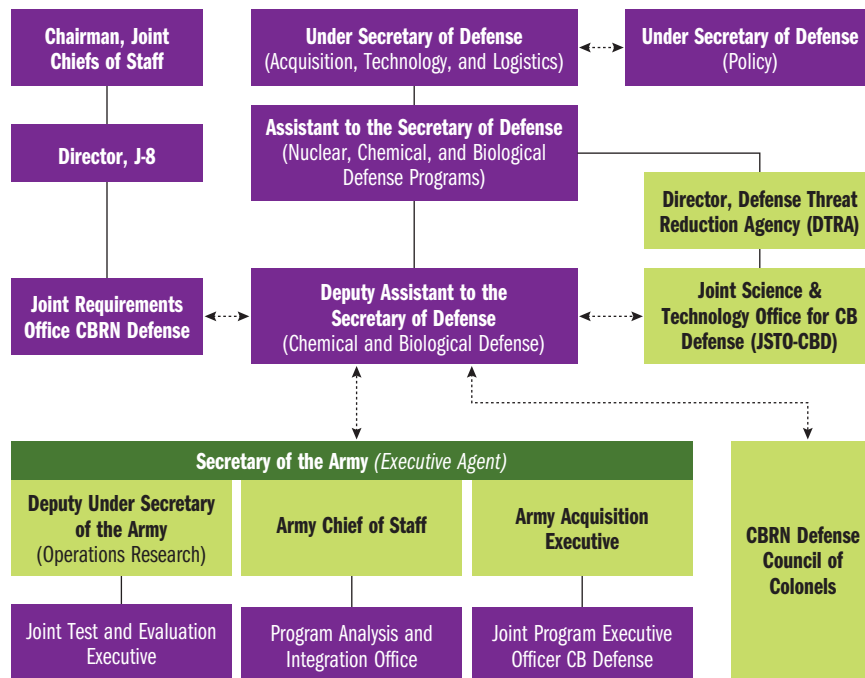 Chairman, Joint
Chiefs of Staff
Under Secretary of Defense
(Acquisition, Technology, and Logistics)
Under Secretary of Defense
(Policy)
Director, J-8
Assistant to the Secretary of Defense
(Nuclear, Chemical, and Biological
Defense Programs)
Director, Defense Threat
Reduction Agency (DTRA)
Joint Requirements
Office CBRN Defense
Deputy Assistant to the
Secretary of Defense
(Chemical and Biological Defense)
Joint Science &
Technology Office for CB
Defense (JSTO-CBD)
Secretary of the Army (Executive Agent)
Deputy Under Secretary
of the Army
(Operations Research)
Army Chief of Staff
Army Acquisition
Executive
CBRN Defense
Council of
Colonels
Joint Test and Evaluation
Executive
Program Analysis and
Integration Office
Joint Program Executive
Officer CB Defense